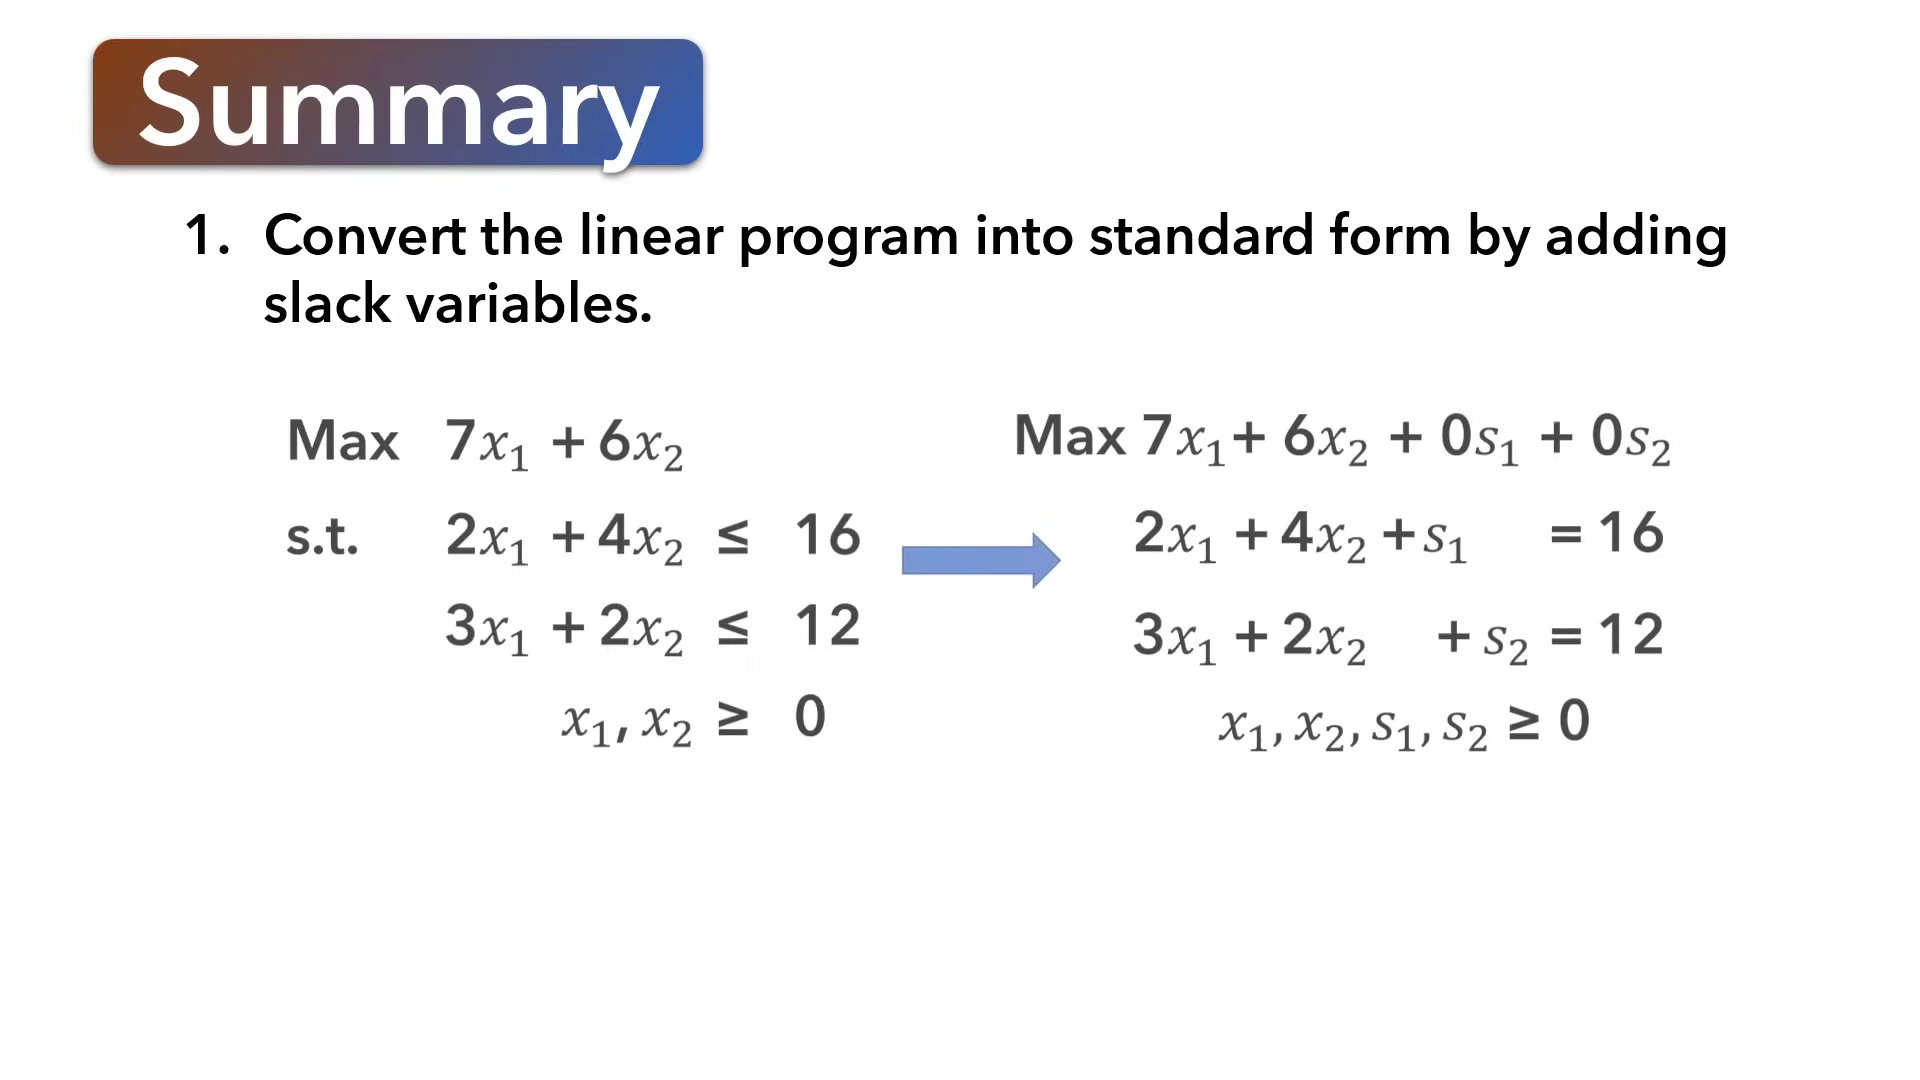 Summary
1. Convert the linear program into standard form by adding
slack variables.
Max 7x₁ + 6x₂
s.t. 2x₁ + 4x₂ ≤ 16
3x₁ + 2x₂ ≤ 12
x₁, x₂ ≥ 0
Max 7x₁ + 6x₂ + 0s₁ + 0s₂
2x₁ + 4x₂ + s₁ = 16
3x₁ + 2x₂ + s₂ = 12
x₁, x₂, s₁, s₂ ≥ 0